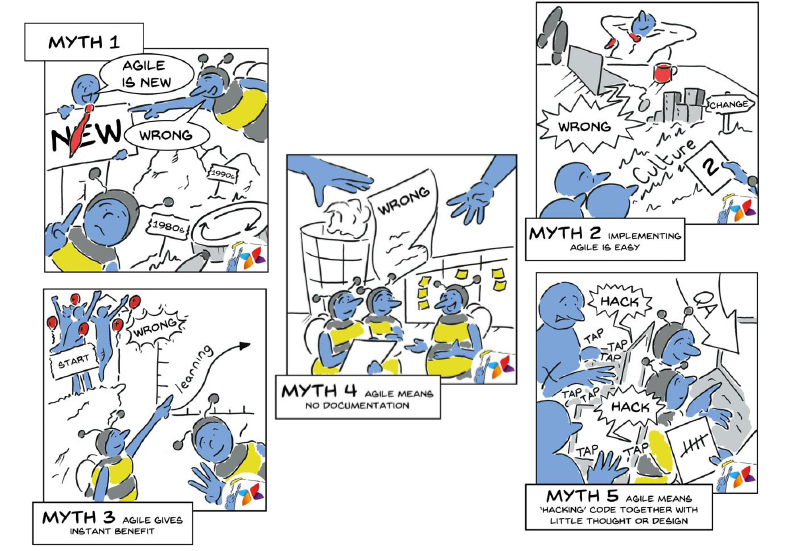 MYTH 1
AGILE
IS NEW
NEW
WRONG
1990s
1980s
WRONG
CHANGE
Culture
2
MYTH 2 IMPLEMENTING
AGILE IS EASY
START
WRONG
learning
MYTH 3 AGILE GIVES
INSTANT BENEFIT
WRONG
MYTH 4 AGILE MEANS
NO DOCUMENTATION
HACK
QA
TAP
TAP
TAP
TAP
TAP
HACK
TAP
TAP
MYTH 5 AGILE MEANS
'HACKING' CODE TOGETHER WITH
LITTLE THOUGHT OR DESIGN